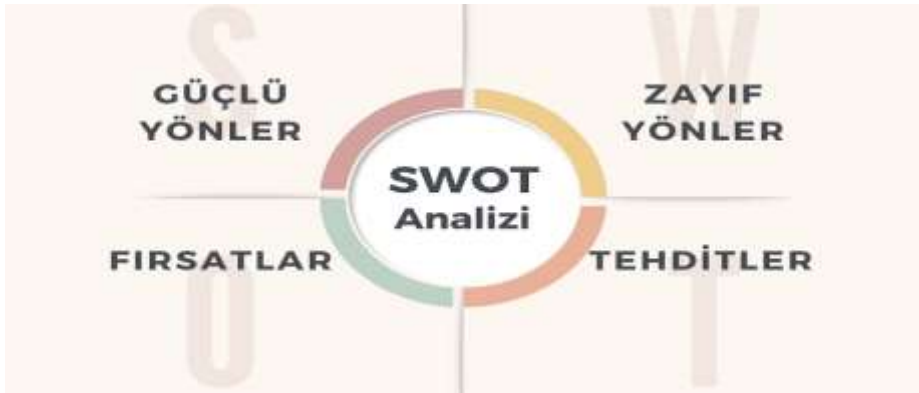 S
W
GÜÇLÜ
YÖNLER
ZAYIF
YÖNLER
SWOT
Analizi
FIRSATLAR
TEHDİTLER
O
T